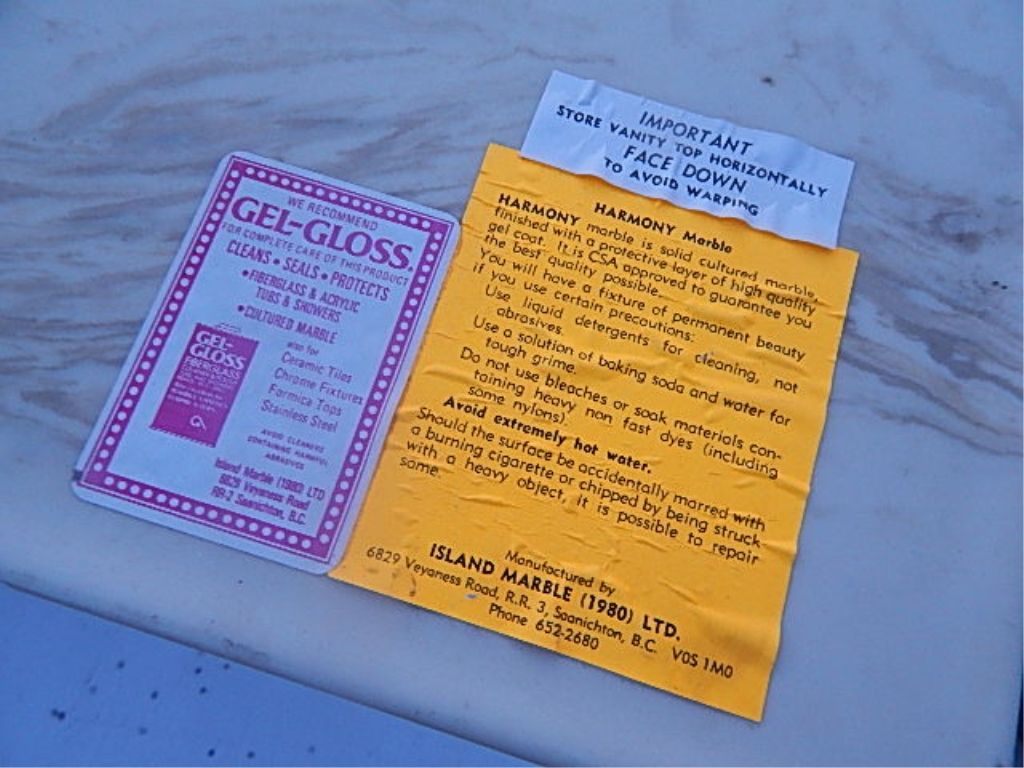 WE RECOMMEND
GEL-GLOSS.
FOR COMPLETE CARE OF THIS PRODUCT
CLEANS • SEALS • PROTECTS
• FIBERGLASS & ACRYLIC
TUBS & SHOWERS
• CULTURED MARBLE
also for
Ceramic Tiles
Chrome Fixtures
Formica Tops
Stainless Steel
GEL-
GLOSS
FIBERGLASS
AVOID CLEANERS
CONTAINING HARMFUL
ABRASIVES
Island Marble (1980) LTD
6829 Veyaness Road
RR-2 Saanichton, B.C.
IMPORTANT
STORE VANITY TOP HORIZONTALLY
FACE DOWN
TO AVOID WARPING
HARMONY Marble
HARMONY marble is solid cultured marble,
finished with a protective layer of high quality
gel coat. It is CSA approved to guarantee you
the best quality possible.
You will have a fixture of permanent beauty
if you use certain precautions:
Use liquid detergents for cleaning, not
abrasives.
Use a solution of baking soda and water for
tough grime.
Do not use bleaches or soak materials con-
taining heavy non fast dyes (including
some nylons).
Avoid extremely hot water.
Should the surface be accidentally marred with
a burning cigarette or chipped by being struck
with a heavy object, it is possible to repair
same.
Manufactured by
ISLAND MARBLE (1980) LTD.
6829 Veyaness Road, R.R. 3, Saanichton, B.C. V0S 1M0
Phone 652-2680